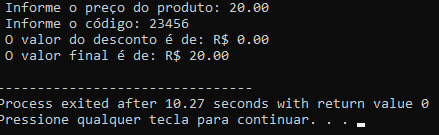 Informe o preço do produto: 20.00
Informe o código: 23456
O valor do desconto é de: R$ 0.00
O valor final é de: R$ 20.00
--------------------------------
Process exited after 10.27 seconds with return value 0
Pressione qualquer tecla para continuar. . .